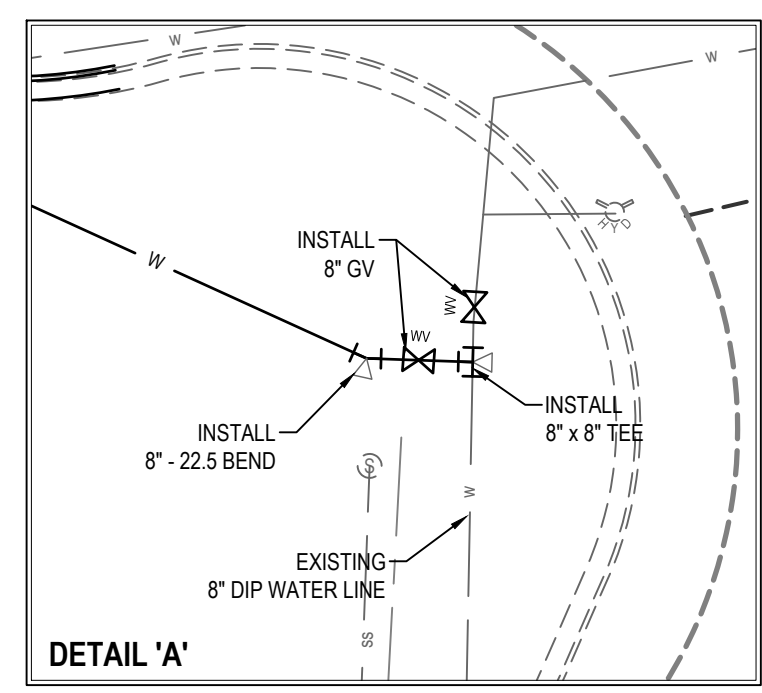 W
W
HYD
INSTALL
8" GV
WV
W
WV
INSTALL
8" x 8" TEE
INSTALL
8" - 22.5 BEND
S
W
EXISTING
8" DIP WATER LINE
SS
DETAIL 'A'